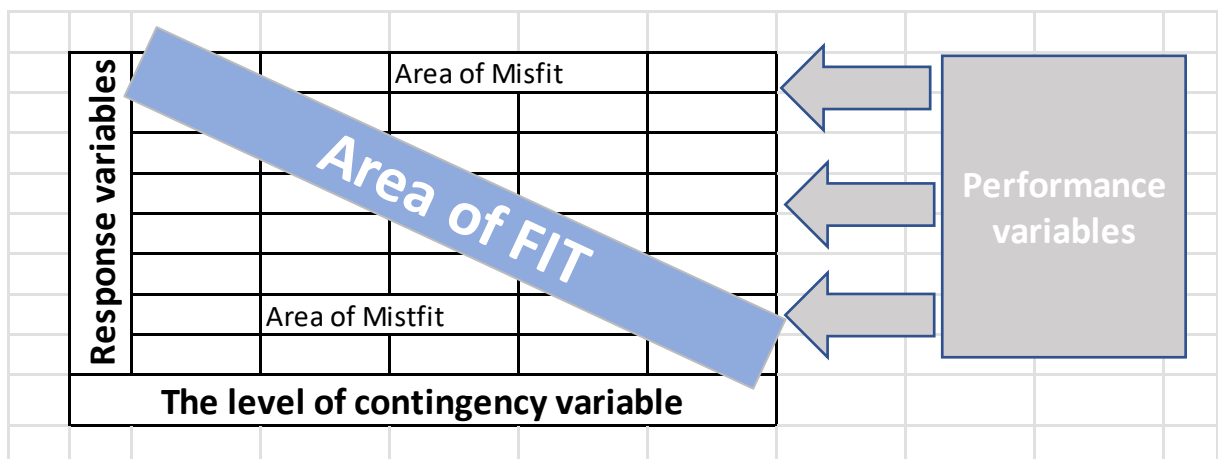 Response variables
Area of Misfit
Area of FIT
Area of Mistfit
The level of contingency variable
Performance
variables